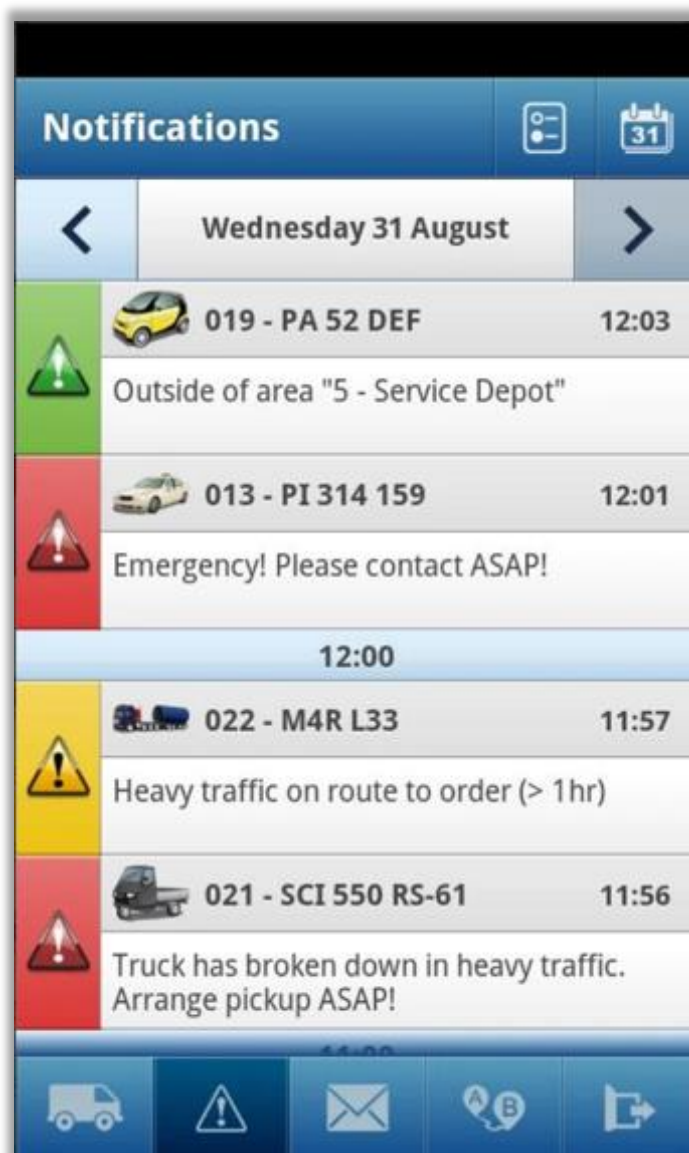 Notifications
31
Wednesday 31 August
019 - PA 52 DEF 12:03
Outside of area "5 - Service Depot"
013 - PI 314 159 12:01
Emergency! Please contact ASAP!
12:00
022 - M4R L33 11:57
Heavy traffic on route to order (> 1hr)
021 - SCI 550 RS-61 11:56
Truck has broken down in heavy traffic.
Arrange pickup ASAP!
11:00
A B